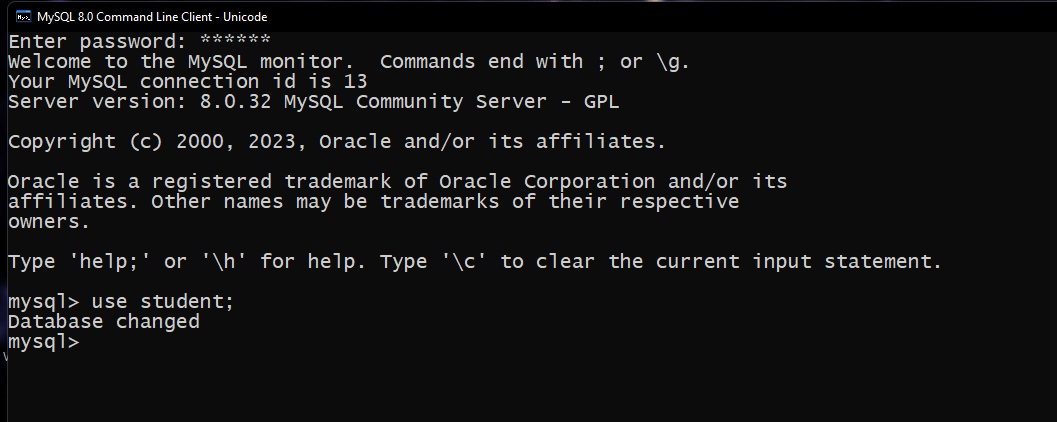 MySQL 8.0 Command Line Client - Unicode
Enter password: ******
Welcome to the MySQL monitor.  Commands end with ; or \g.
Your MySQL connection id is 13
Server version: 8.0.32 MySQL Community Server - GPL
Copyright (c) 2000, 2023, Oracle and/or its affiliates.
Oracle is a registered trademark of Oracle Corporation and/or its
affiliates. Other names may be trademarks of their respective
owners.
Type 'help;' or '\h' for help. Type '\c' to clear the current input statement.
mysql> use student;
Database changed
mysql>